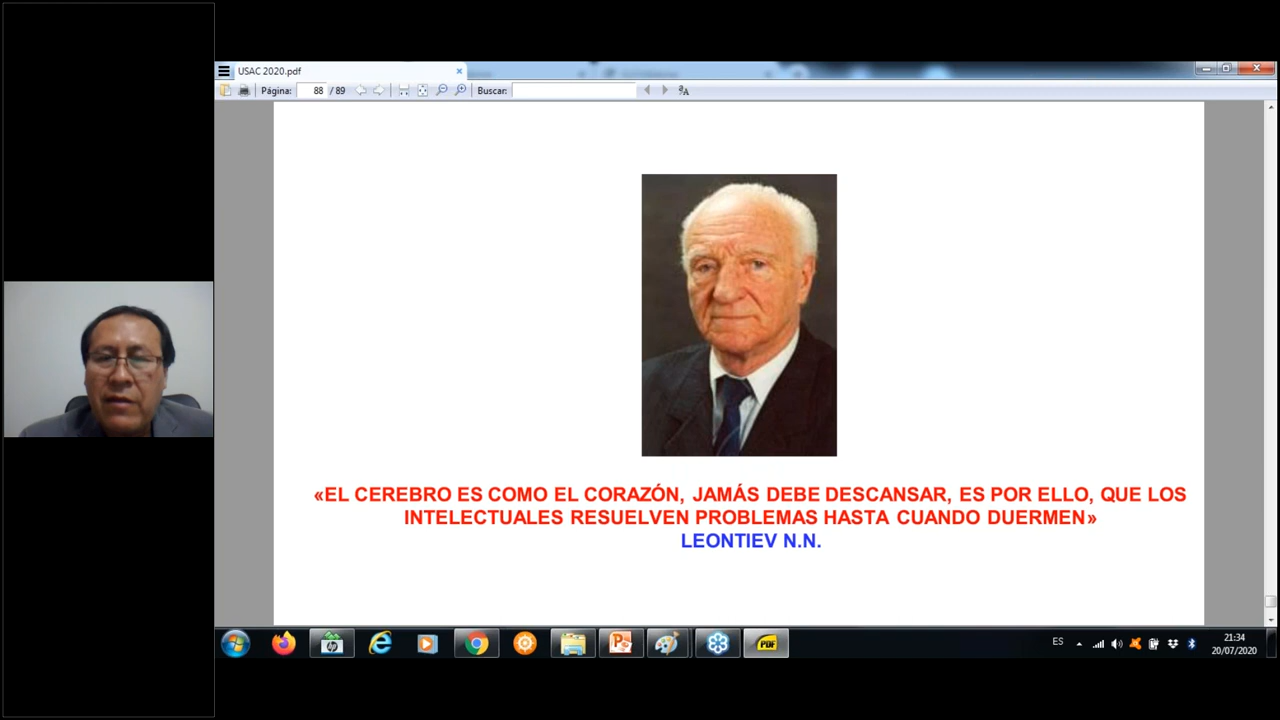 USAC 2020.pdf
Página: 88 / 89 Buscar:
«EL CEREBRO ES COMO EL CORAZÓN, JAMÁS DEBE DESCANSAR, ES POR ELLO, QUE LOS
INTELECTUALES RESUELVEN PROBLEMAS HASTA CUANDO DUERMEN»
LEONTIEV N.N.
PDF
ES
21:34
20/07/2020